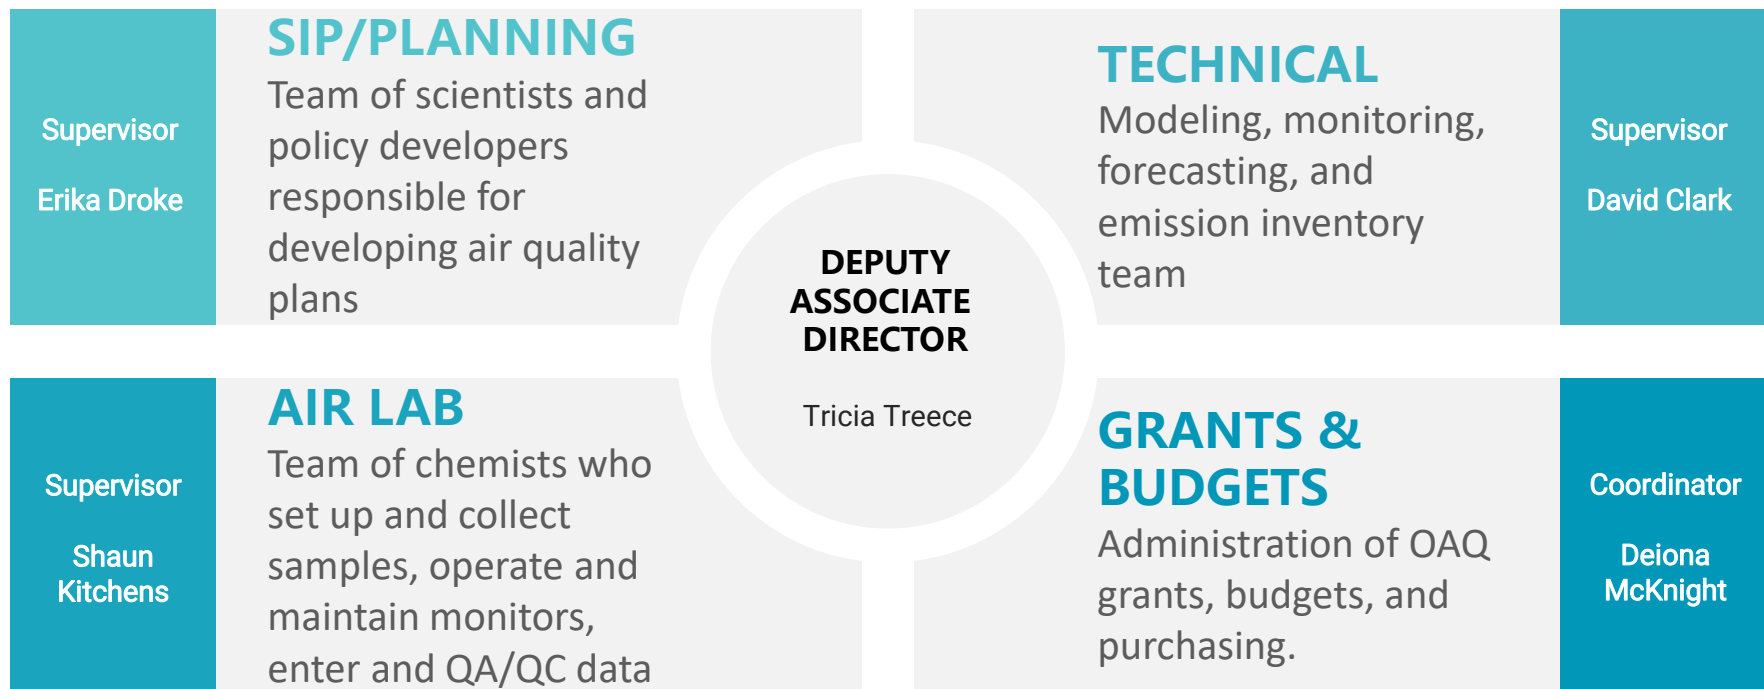 SIP/PLANNING
Team of scientists and
policy developers
responsible for
developing air quality
plans
Supervisor
Erika Droke
TECHNICAL
Modeling, monitoring,
forecasting, and
emission inventory
team
Supervisor
David Clark
DEPUTY
ASSOCIATE
DIRECTOR
Tricia Treece
AIR LAB
Team of chemists who
set up and collect
samples, operate and
maintain monitors,
enter and QA/QC data
Supervisor
Shaun
Kitchens
GRANTS &
BUDGETS
Administration of OAQ
grants, budgets, and
purchasing.
Coordinator
Deiona
McKnight